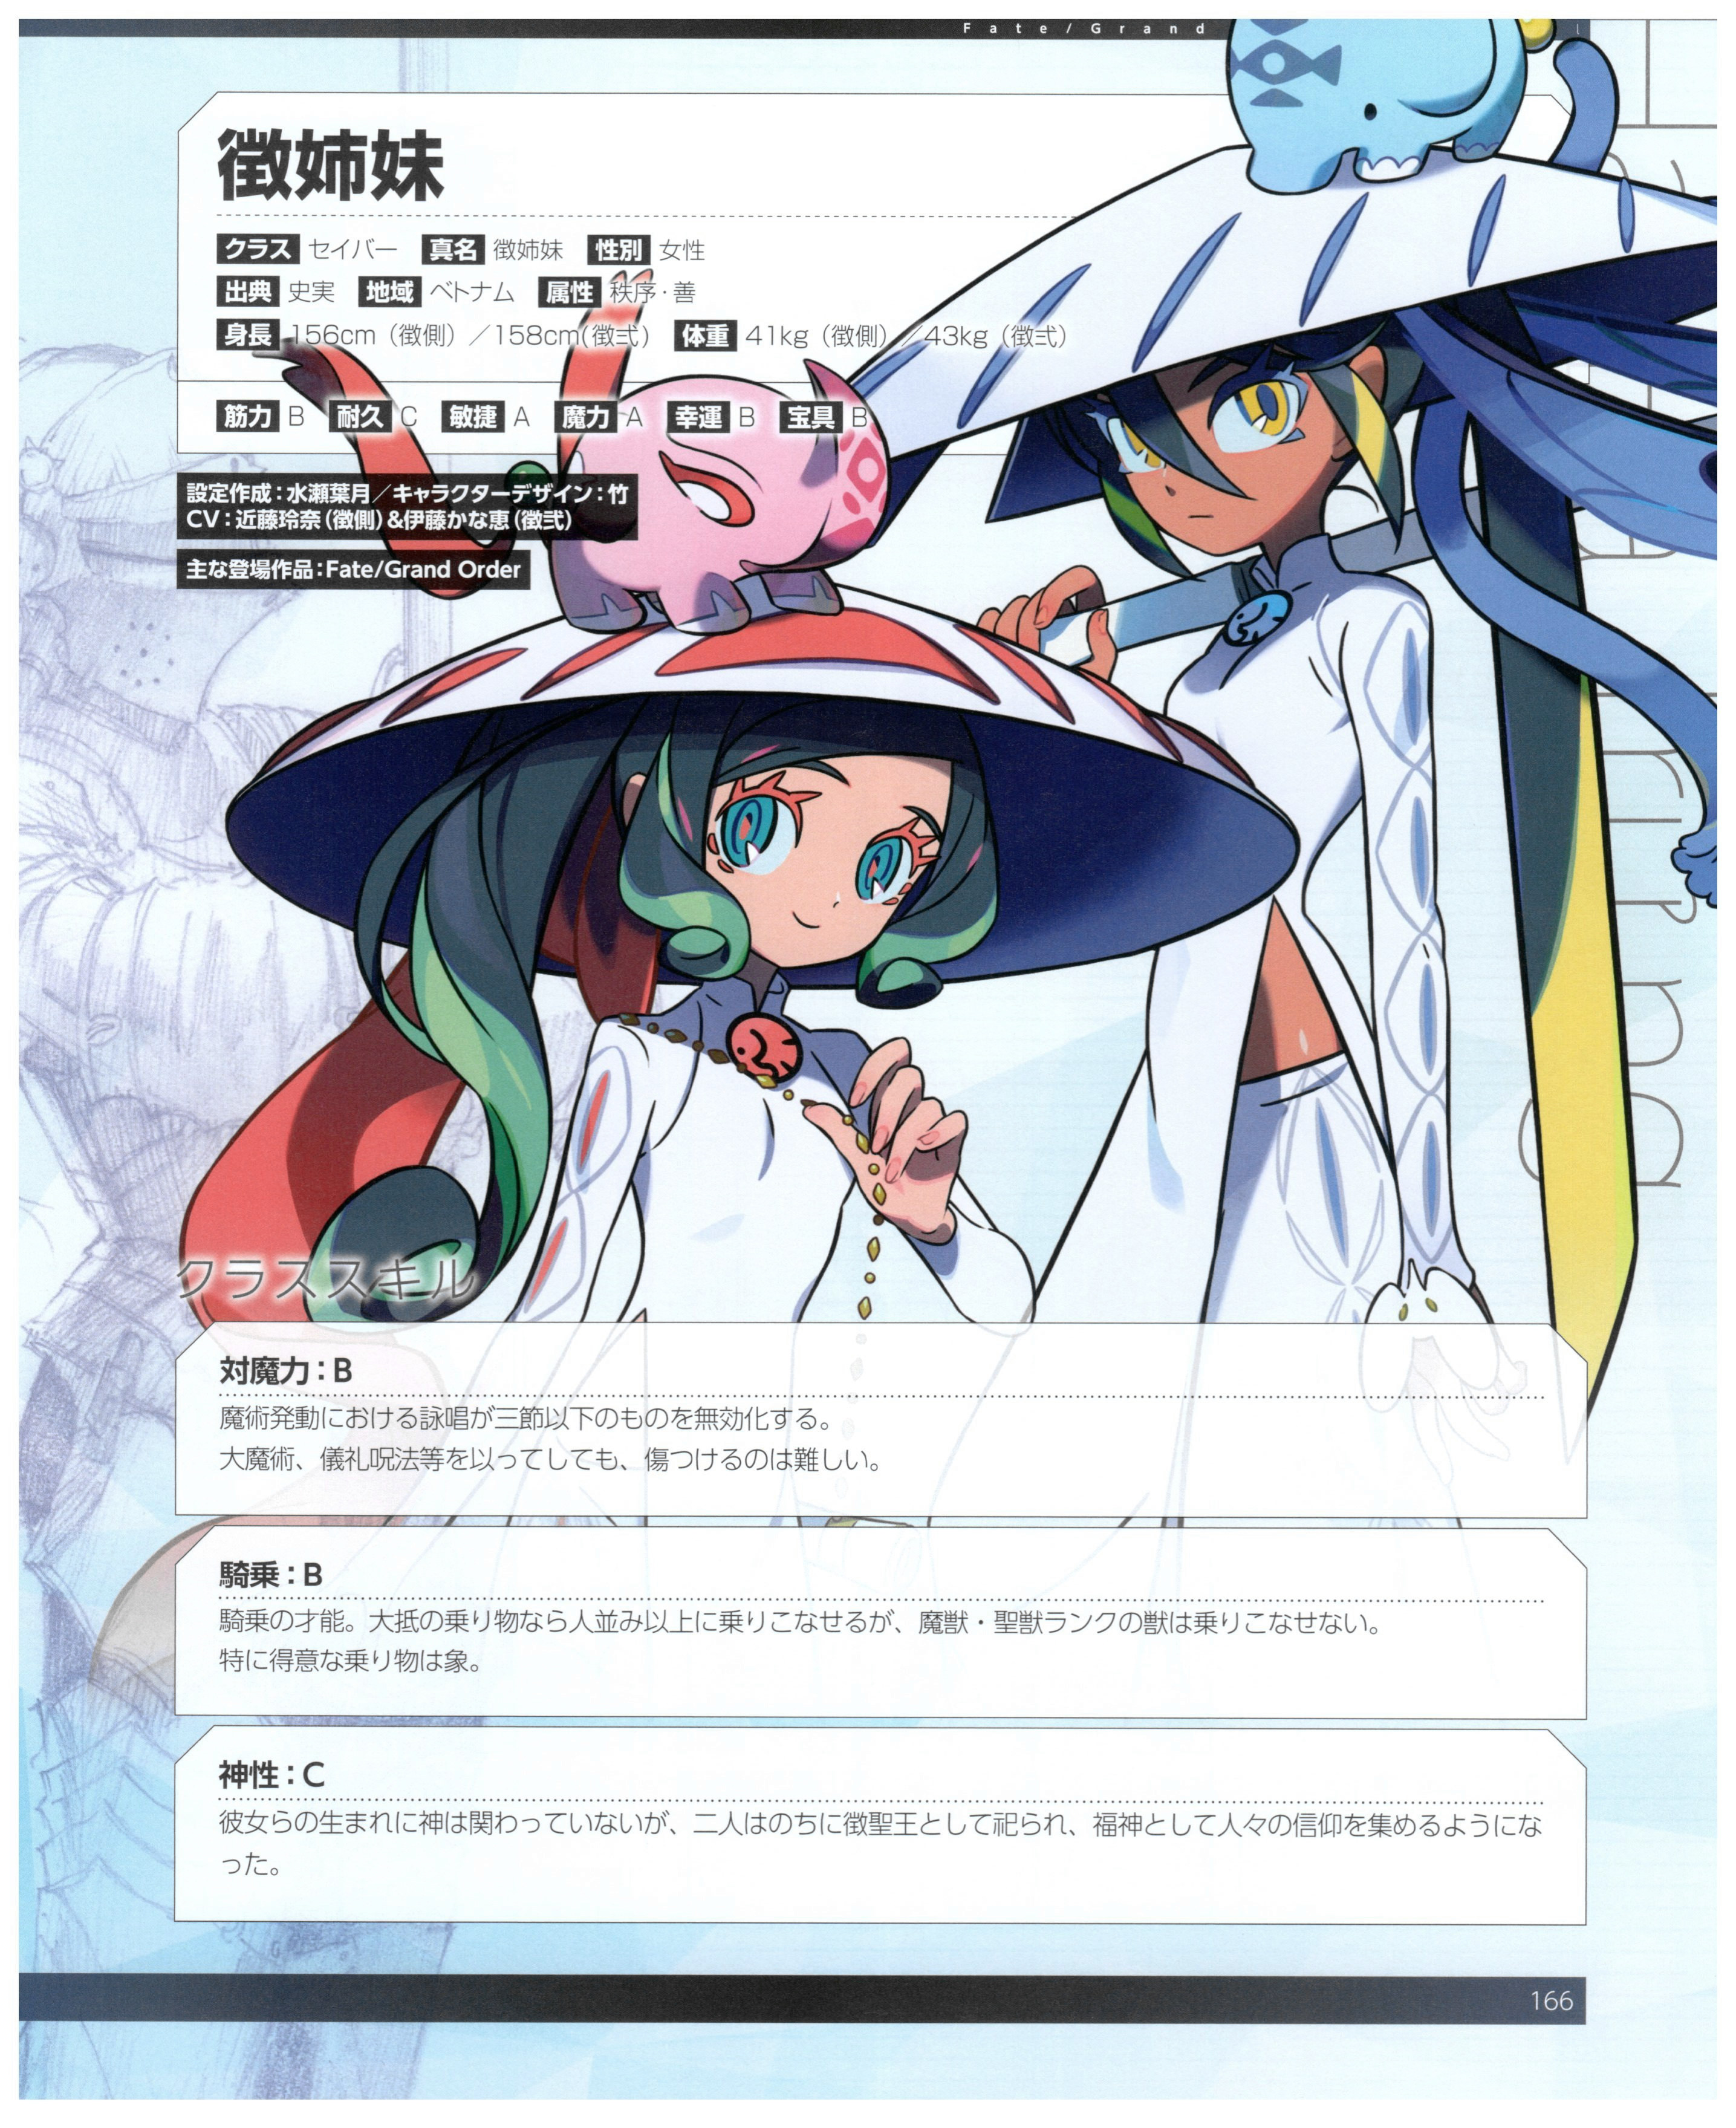 Fate/Grand
徴姉妹
クラス セイバー 真名 徴姉妹 性別 女性
出典 史実 地域 ベトナム 属性 秩序・善
身長 156cm（徴側）／158cm(徴弐) 体重 41kg（徴側）／43kg（徴弐）
筋力 B 耐久 C 敏捷 A 魔力 A 幸運 B 宝具 B
設定作成：水瀬葉月／キャラクターデザイン：竹
CV：近藤玲奈（徴側）&伊藤かな恵（徴弐）
主な登場作品：Fate/Grand Order
クラススキル
対魔力：B
魔術発動における詠唱が三節以下のものを無効化する。
大魔術、儀礼呪法等を以ってしても、傷つけるのは難しい。
騎乗：B
騎乗の才能。大抵の乗り物なら人並み以上に乗りこなせるが、魔獣・聖獣ランクの獣は乗りこなせない。
特に得意な乗り物は象。
神性：C
彼女らの生まれに神は関わっていないが、二人はのちに徴聖王として祀られ、福神として人々の信仰を集めるようにな
った。
166